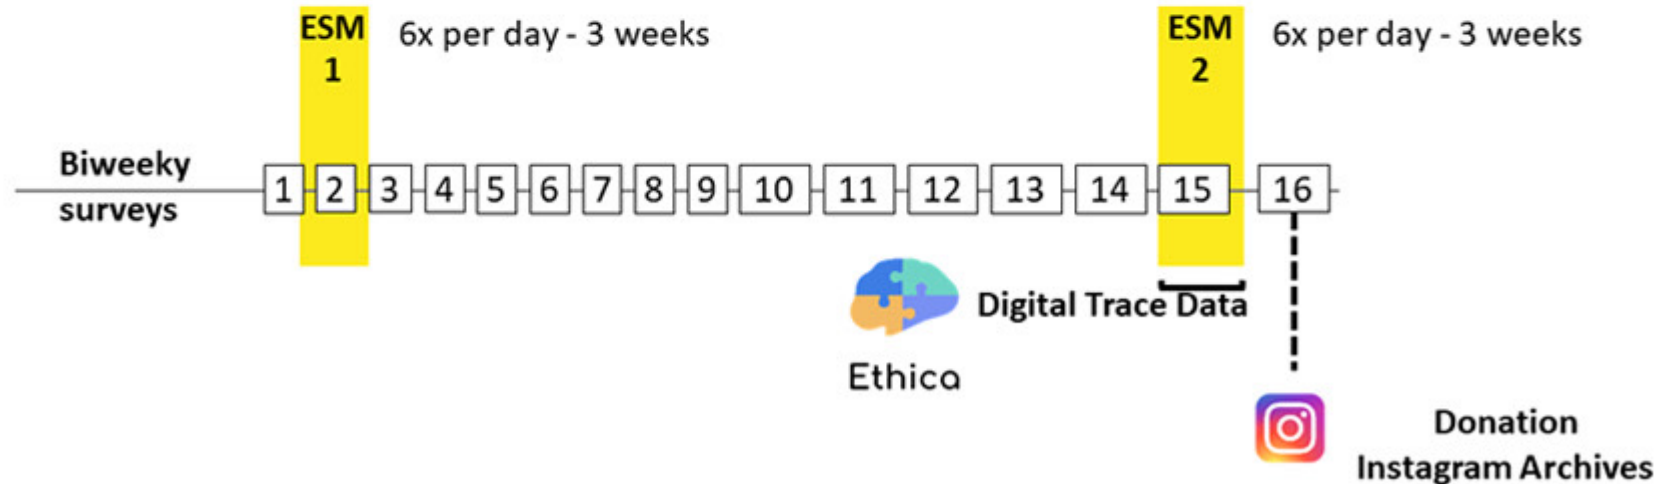 ESM
1
6x per day - 3 weeks
ESM
2
6x per day - 3 weeks
Biweeky
surveys
1 2 3 4 5 6 7 8 9 10 11 12 13 14 15 16
Digital Trace Data
Ethica
Donation
Instagram Archives